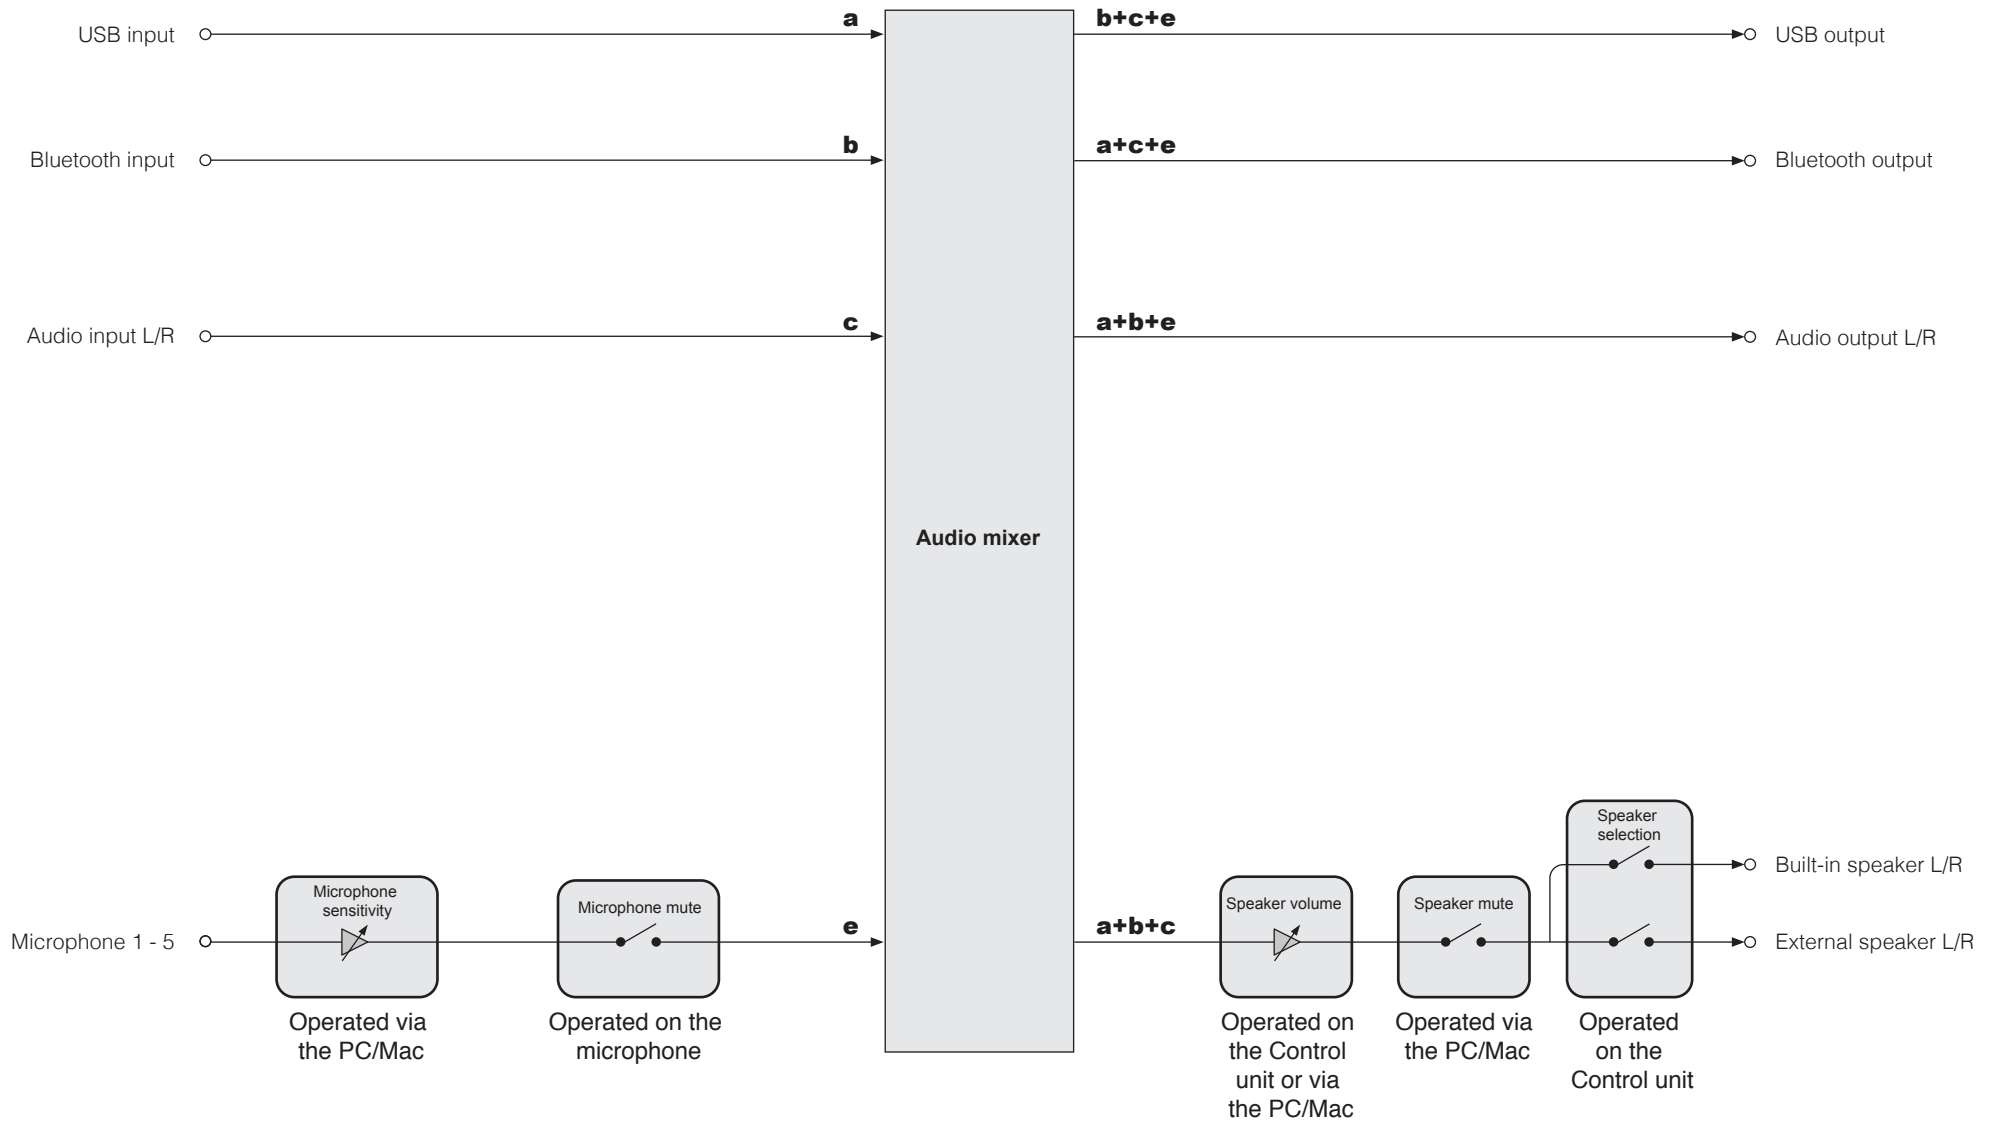 USB input
a
b+c+e
USB output
Bluetooth input
b
a+c+e
Bluetooth output
Audio input L/R
c
a+b+e
Audio output L/R
Audio mixer
Microphone 1 - 5
Microphone
sensitivity
Operated via
the PC/Mac
Microphone mute
Operated on the
microphone
e
a+b+c
Speaker volume
Operated on
the Control
unit or via
the PC/Mac
Speaker mute
Operated via
the PC/Mac
Speaker
selection
Operated
on the
Control unit
Built-in speaker L/R
External speaker L/R